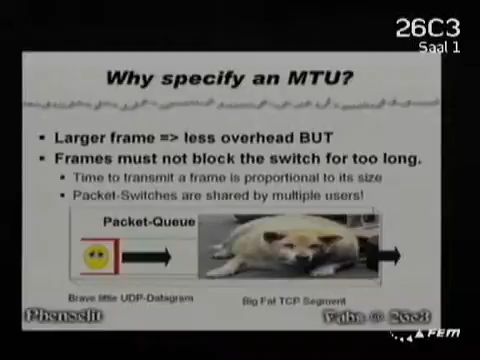 26C3
Saal 1
Why specify an MTU?
Larger frame => less overhead BUT
Frames must not block the switch for too long.
Time to transmit a frame is proportional to its size
Packet-Switches are shared by multiple users!
Packet-Queue
Brave little UDP-Datagram
Big Fat TCP Segment
Phenoelit
@ 26C3
FEM